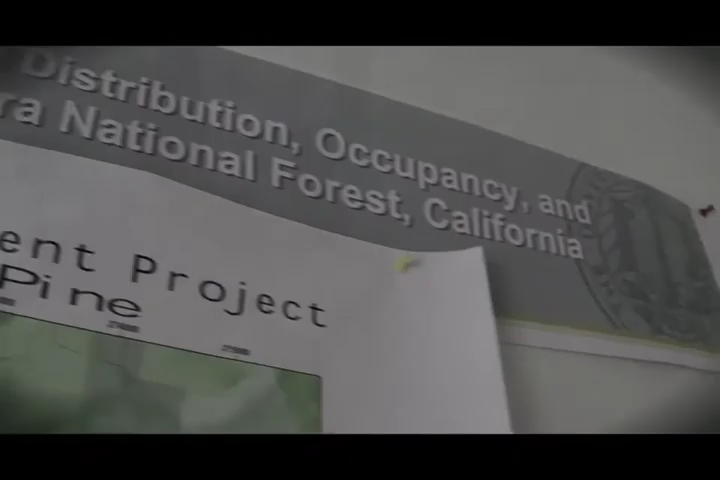 Distribution, Occupancy, and
ra National Forest, California
ent Project
Pine